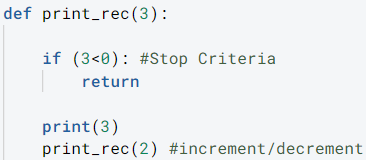 def print_rec(3):
if (3<0): #Stop Criteria
return
print(3)
print_rec(2) #increment/decrement